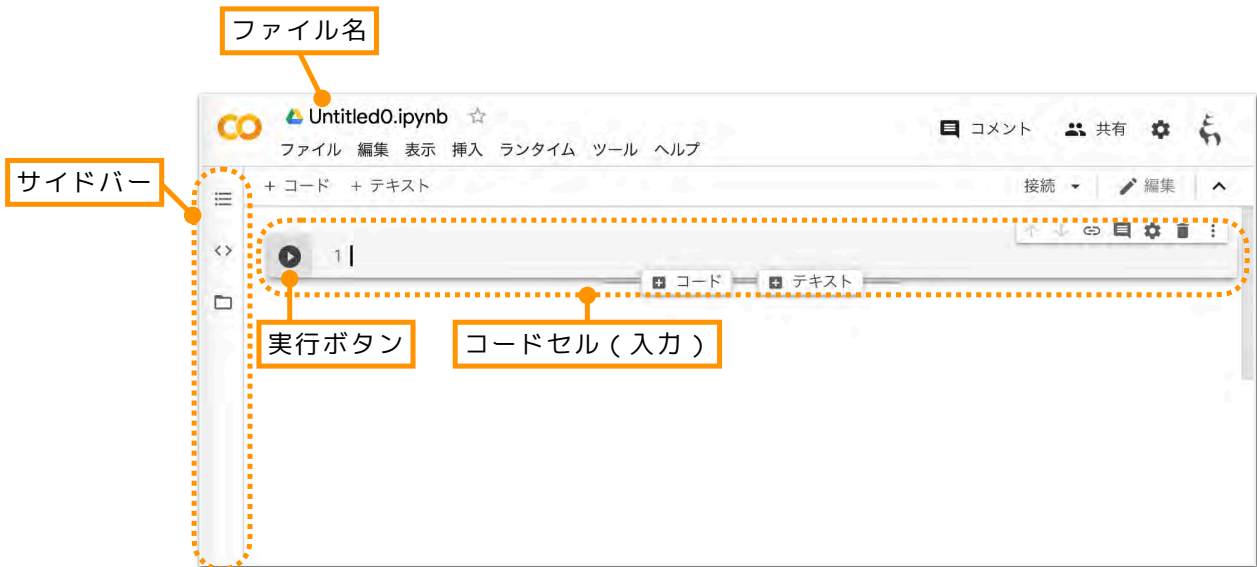 ファイル名
Untitled0.ipynb
コメント 共有
ファイル 編集 表示 挿入 ランタイム ツール ヘルプ
サイドバー
+ コード + テキスト
接続 編集
1
コード テキスト
実行ボタン
コードセル(入力)